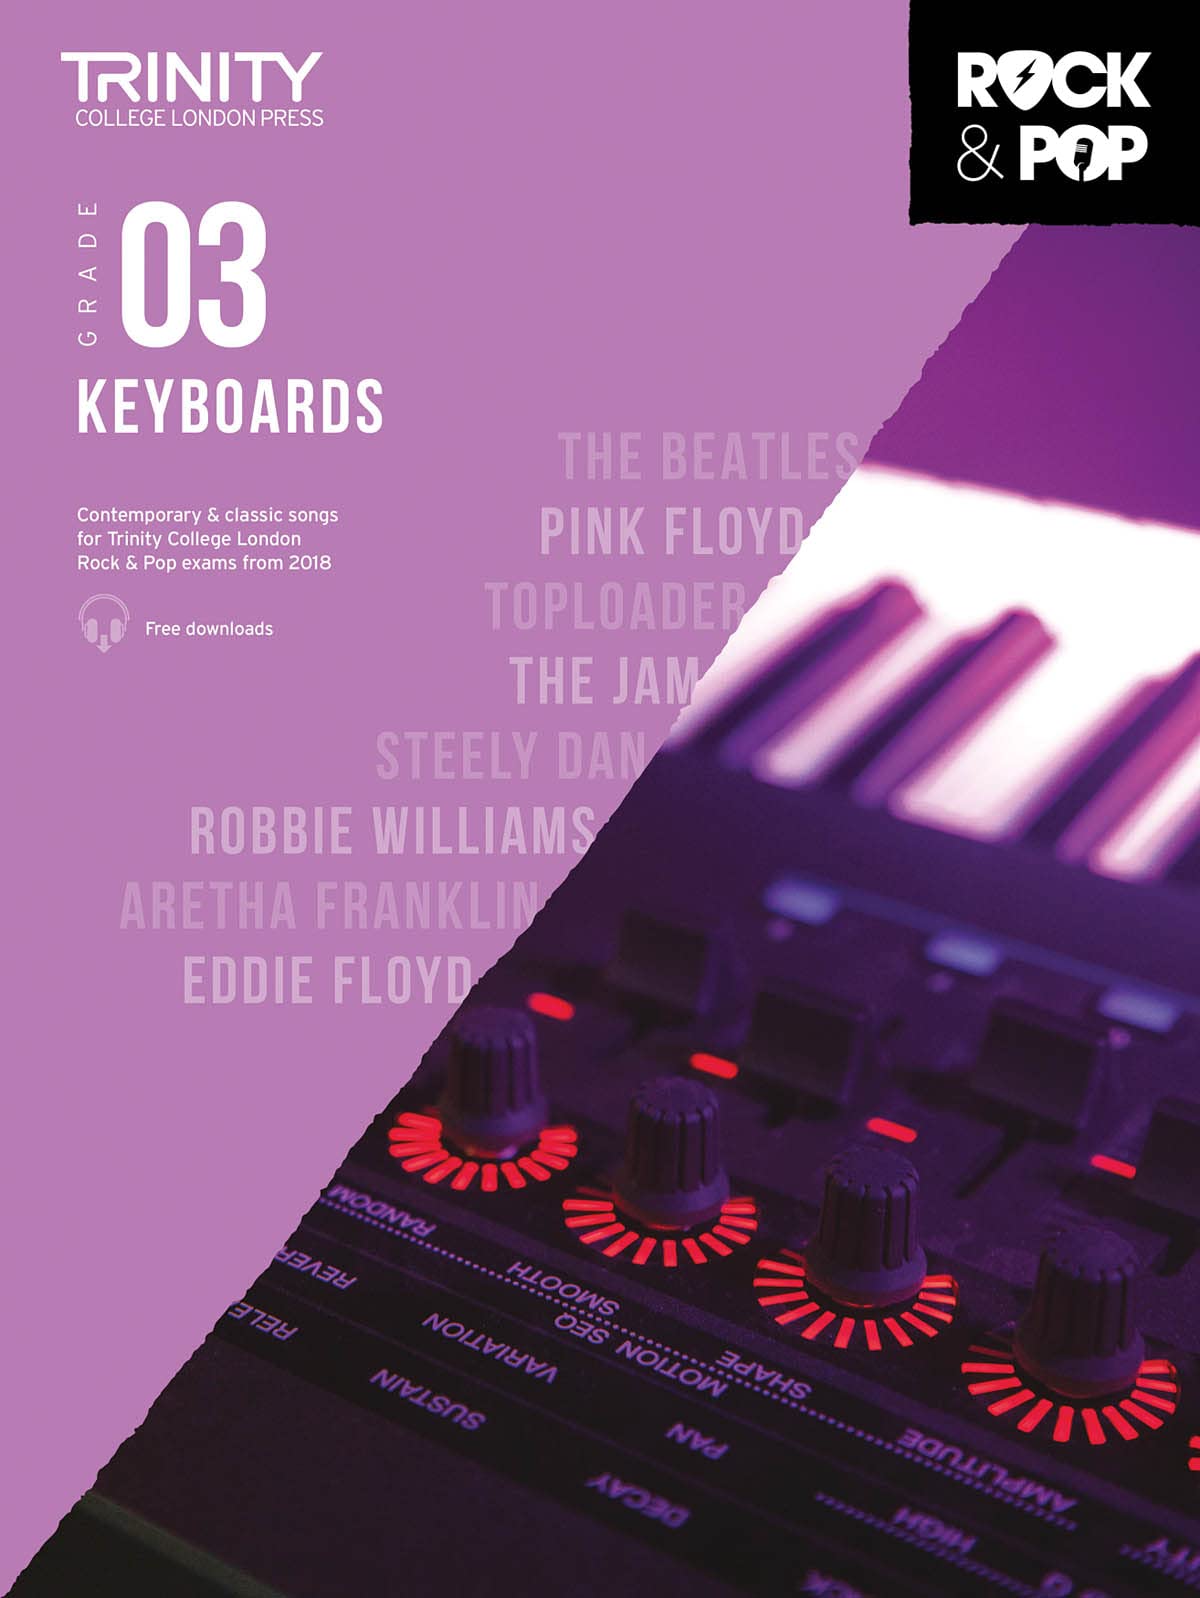 TRINITY
COLLEGE LONDON PRESS
ROCK
& POP
GRADE
03
KEYBOARDS
Contemporary & classic songs
for Trinity College London
Rock & Pop exams from 2018
Free downloads
THE BEATLES
PINK FLOYD
TOPLOADER
THE JAM
STEELY DAN
ROBBIE WILLIAMS
ARETHA FRANKLIN
EDDIE FLOYD
RANDOM
SMOOTH
SHAPE
AMPLITUDE
VARIATION
MOTION SEQ
SUSTAIN
PAN
HIGH
DECAY